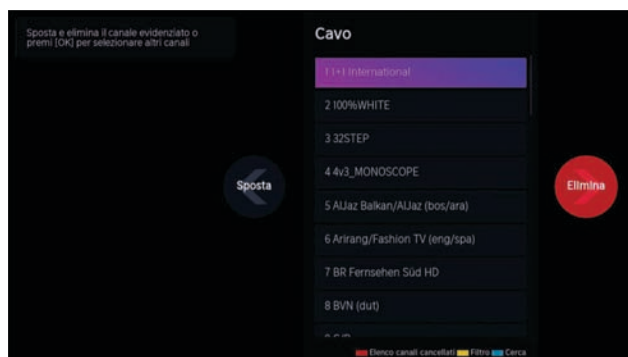 Sposta e elimina il canale evidenziato o
premi [OK] per selezionare altri canali
Cavo
1 1+1 International
2 100%WHITE
3 32STEP
4 4v3_MONOSCOPE
5 AlJaz Balkan/AlJaz (bos/ara)
6 Arirang/Fashion TV (eng/spa)
7 BR Fernsehen Süd HD
8 BVN (dut)
Sposta
Elimina
Elenco canali cancellati Filtro Cerca